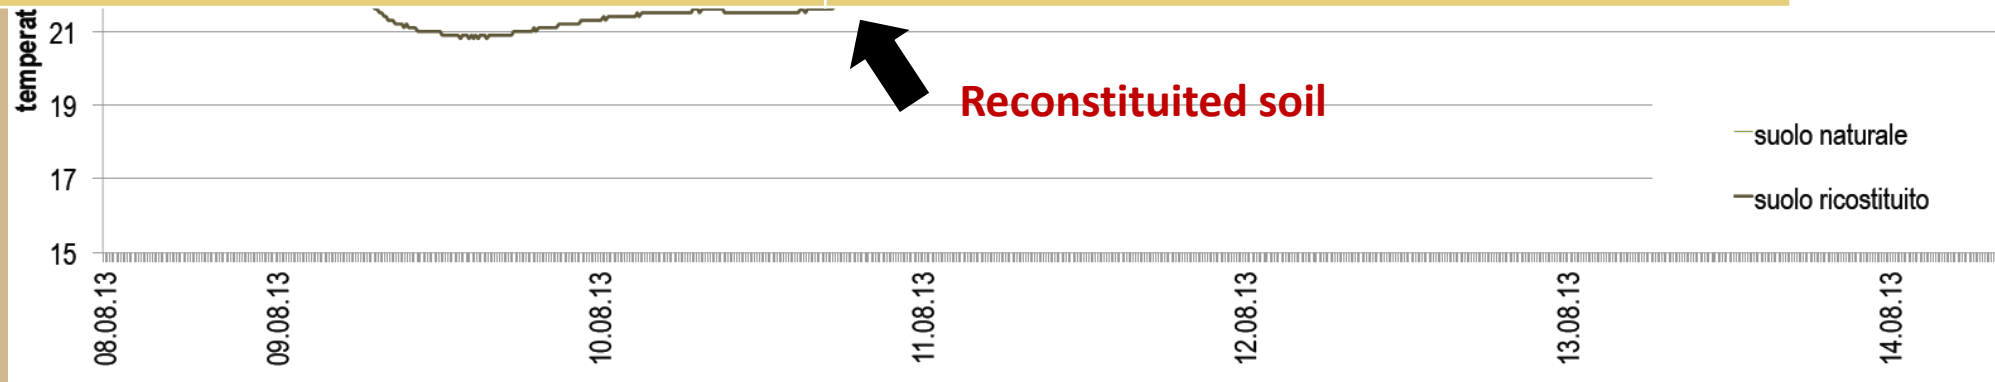 temperat
21
19
17
15
Reconstituited soil
suolo naturale
suolo ricostituito
08.08.13
09.08.13
10.08.13
11.08.13
12.08.13
13.08.13
14.08.13